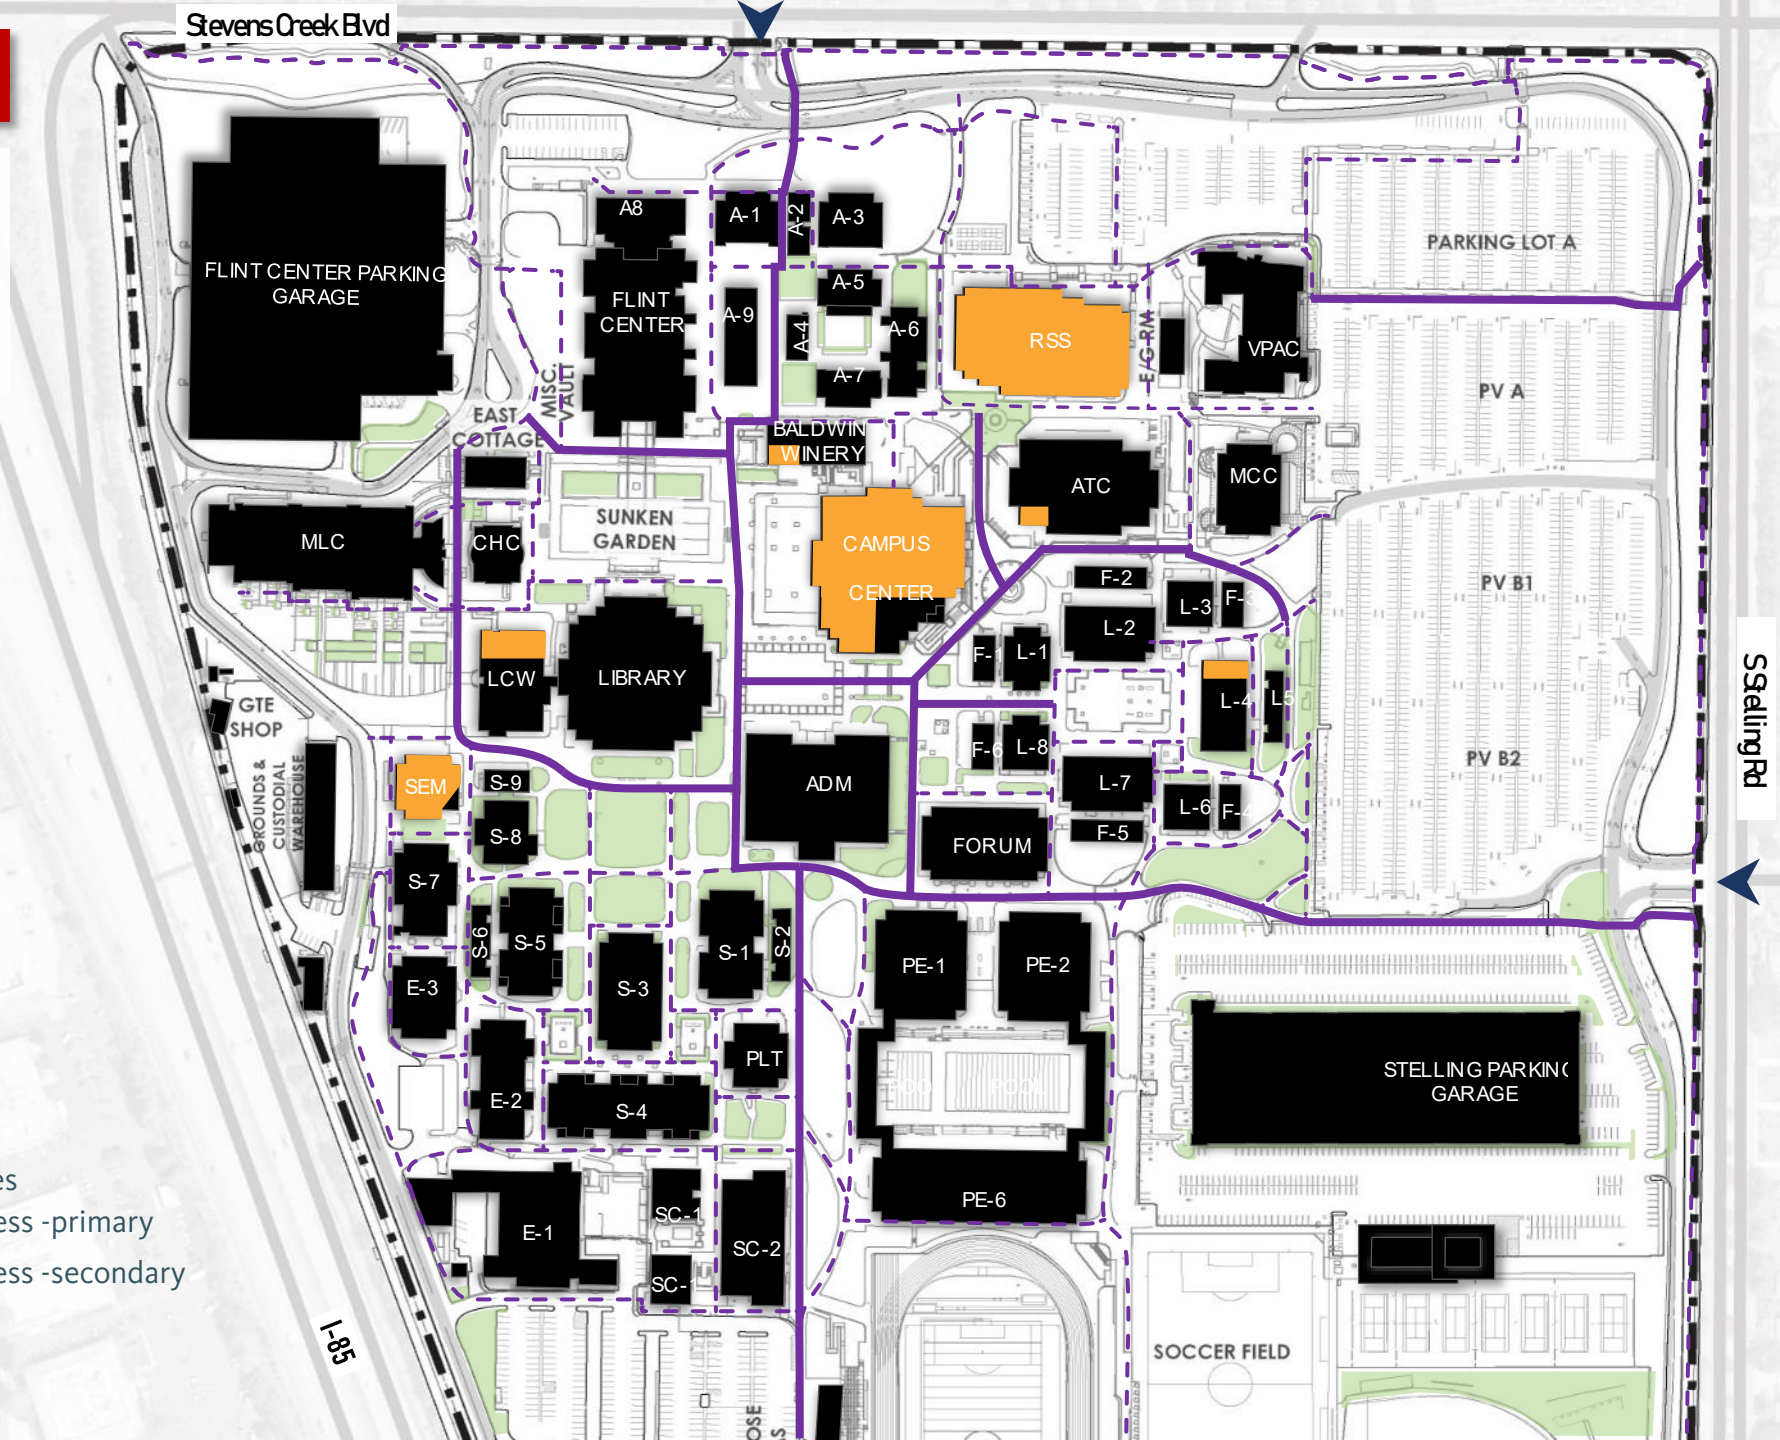 Stevens Creek Blvd
A8
A-1
A-2
A-3
PARKING LOT A
FLINT CENTER PARKING
GARAGE
FLINT
CENTER
A-9
A-5
A-4
A-6
A-7
RSS
E/G RM
VPAC
MISC.
VAULT
PV A
EAST
COTTAGE
BALDWIN
WINERY
MCC
ATC
SUNKEN
GARDEN
MLC
CHC
CAMPUS
CENTER
F-2
PV B1
L-3
F-3
L-2
F-1
L-1
LCW
LIBRARY
L-4
L5
S Stelling Rd
GTE
SHOP
F-6
L-8
PV B2
GROUNDS &
CUSTODIAL
WAREHOUSE
SEM
S-9
ADM
L-7
L-6
F-4
S-8
F-5
FORUM
S-7
S-6
S-5
S-1
S-2
PE-1
PE-2
E-3
S-3
PLT
POOL
STELLING PARKING
GARAGE
E-2
S-4
es
ess -primary
ess -secondary
PE-6
SC-1
E-1
SC-2
SC-
I-85
SOCCER FIELD